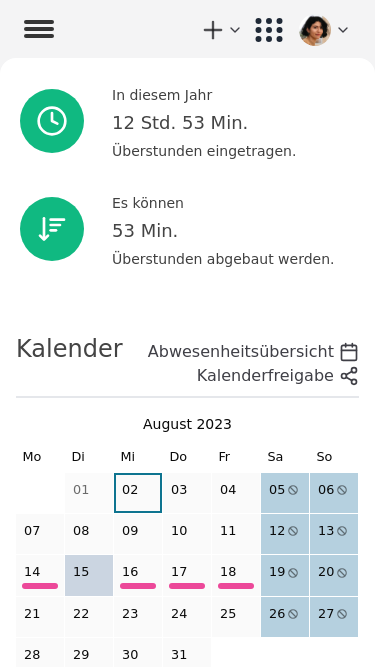 In diesem Jahr
12 Std. 53 Min.
Überstunden eingetragen.
Es können
53 Min.
Überstunden abgebaut werden.
Kalender
Abwesenheitsübersicht
Kalenderfreigabe
August 2023
Mo Di Mi Do Fr Sa So
01 02 03 04 05 06
07 08 09 10 11 12 13
14 15 16 17 18 19 20
21 22 23 24 25 26 27
28 29 30 31